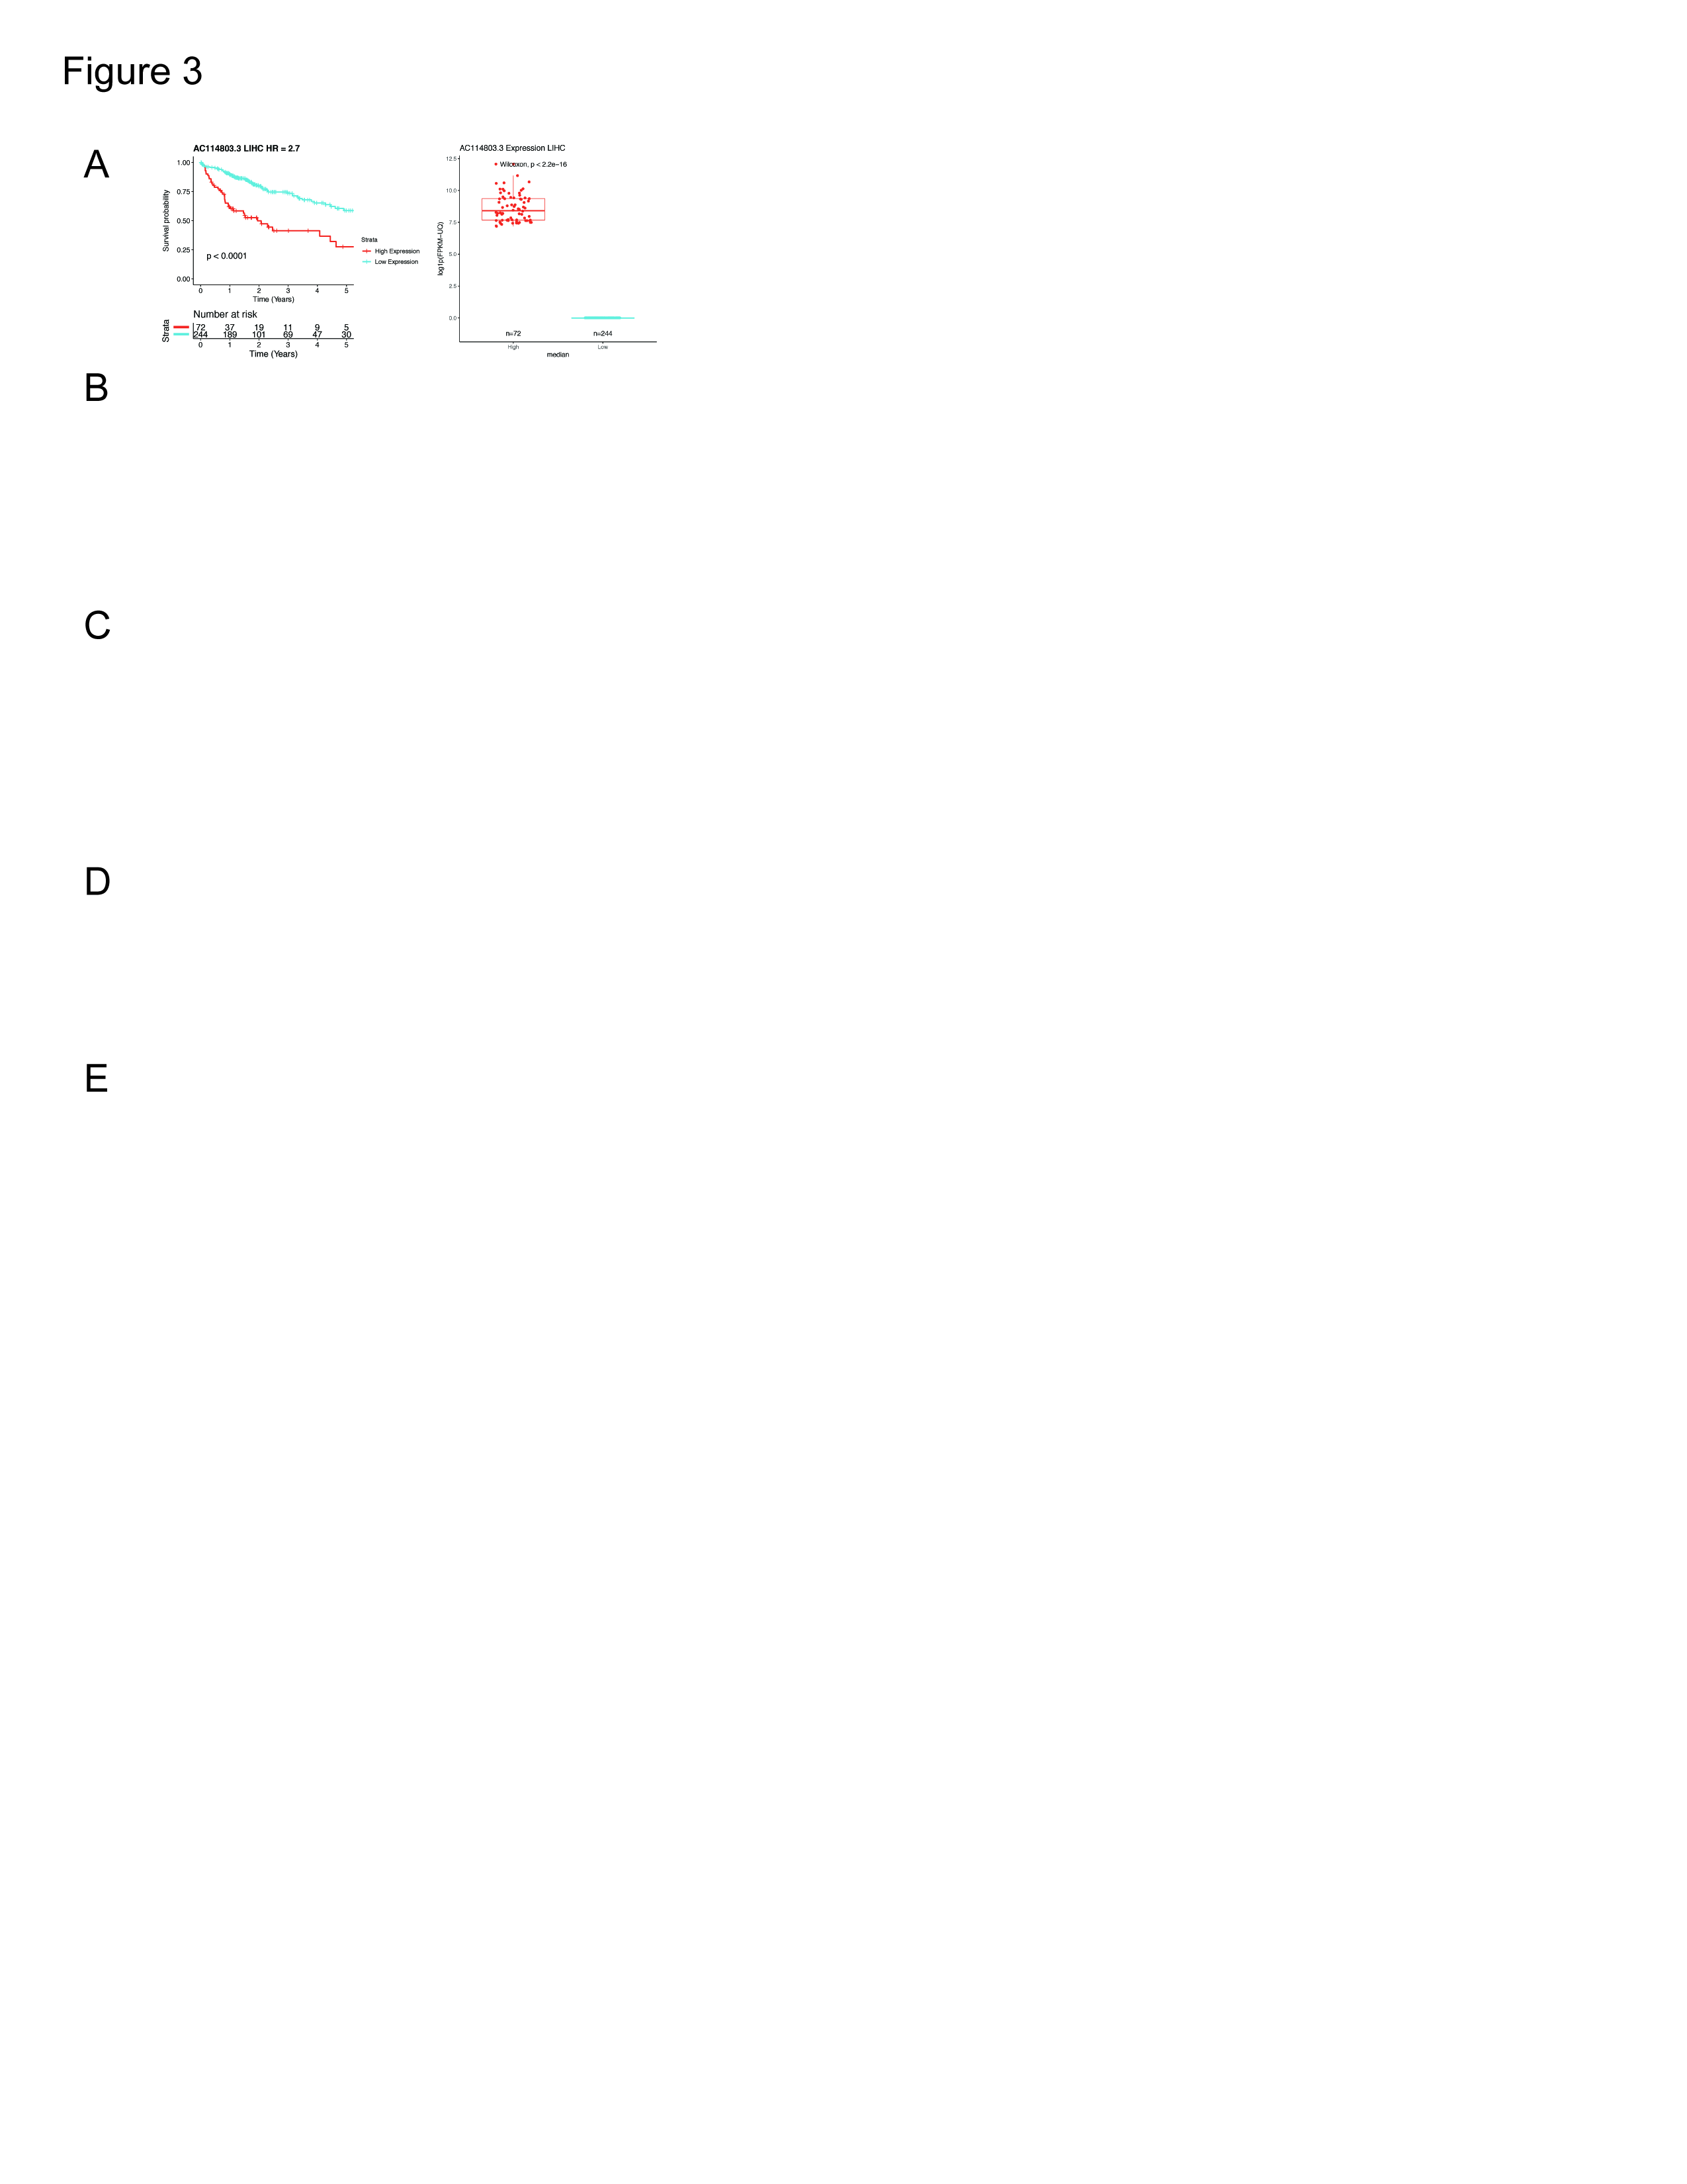 Figure 3
A
AC114803.3 LIHC HR = 2.7
Survival probability
1.00
0.75
0.50
0.25
0.00
p < 0.0001
0 1 2 3 4 5
Time (Years)
Strata
High Expression
Low Expression
Number at risk
Strata
72 37 19 11 9 5
244 189 101 69 47 30
0 1 2 3 4 5
Time (Years)
AC114803.3 Expression LIHC
log1p(FPKM−UQ)
12.5
10.0
7.5
5.0
2.5
0.0
Wilcoxon, p < 2.2e−16
n=72 n=244
High Low
median
B
C
D
E